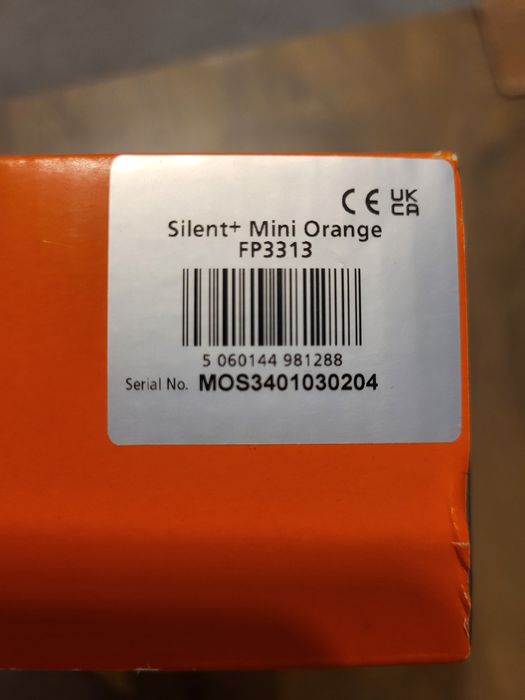 CE UK
CA
Silent+ Mini Orange
FP3313
5 060144 981288
Serial No. MOS3401030204